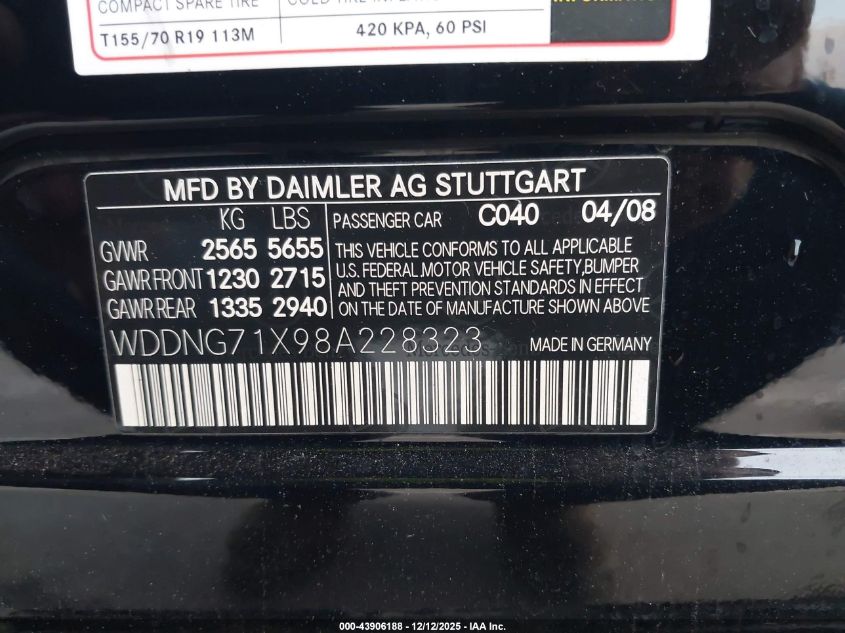 COMPACT SPARE TIRE
T155/70 R19 113M 420 KPA, 60 PSI
MFD BY DAIMLER AG STUTTGART
KG LBS PASSENGER CAR C040 04/08
GVWR 2565 5655 THIS VEHICLE CONFORMS TO ALL APPLICABLE
GAWR FRONT 1230 2715 U.S. FEDERAL MOTOR VEHICLE SAFETY,BUMPER
AND THEFT PREVENTION STANDARDS IN EFFECT
GAWR REAR 1335 2940 ON THE DATE OF MANUFACTURE SHOWN ABOVE
WDDNG71X98A228323 MADE IN GERMANY
000-43906188 - 12/12/2025 - IAA Inc.